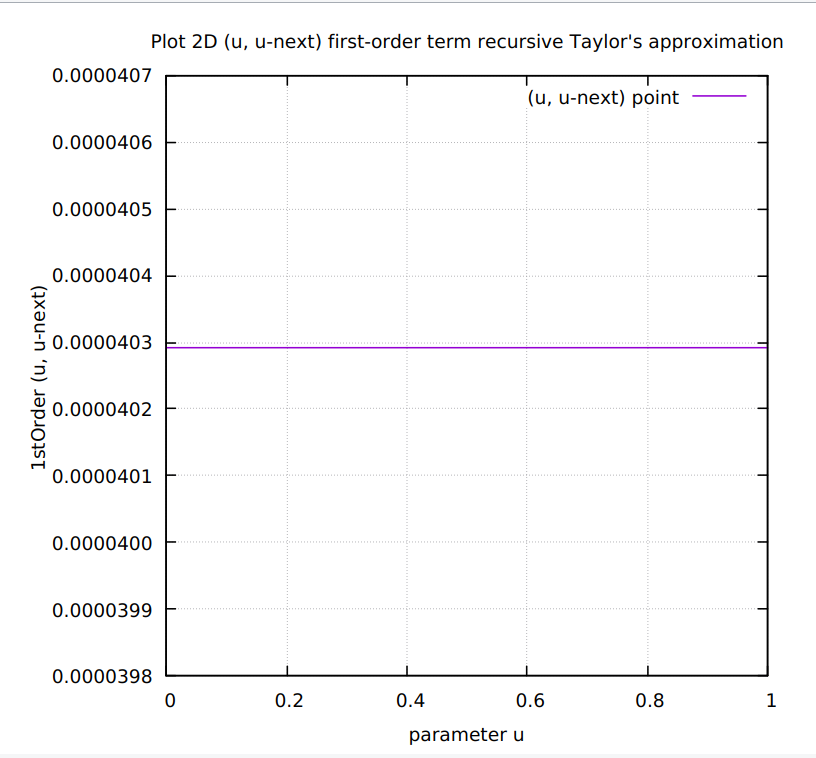 Plot 2D (u, u-next) first-order term recursive Taylor's approximation
(u, u-next) point
0.0000407
0.0000406
0.0000405
0.0000404
0.0000403
0.0000402
0.0000401
0.0000400
0.0000399
0.0000398
1stOrder (u, u-next)
0 0.2 0.4 0.6 0.8 1
parameter u